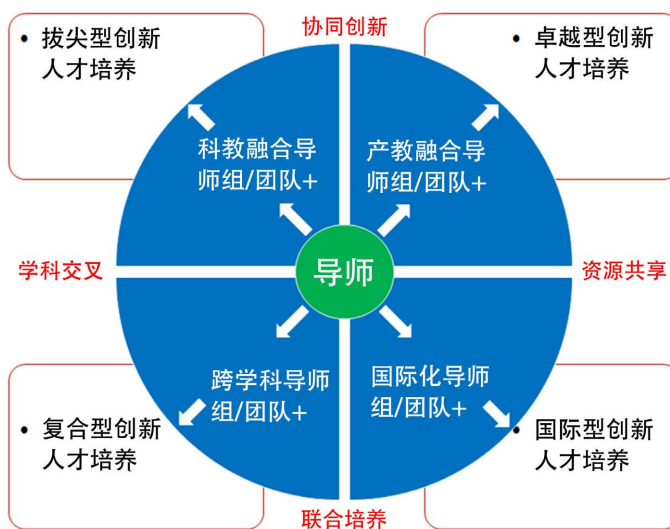 协同创新
• 拔尖型创新
人才培养
• 卓越型创新
人才培养
科教融合导
师组/团队+
产教融合导
师组/团队+
学科交叉
导师
资源共享
跨学科导师
组/团队+
国际化导师
组/团队+
• 复合型创新
人才培养
• 国际型创新
人才培养
联合培养